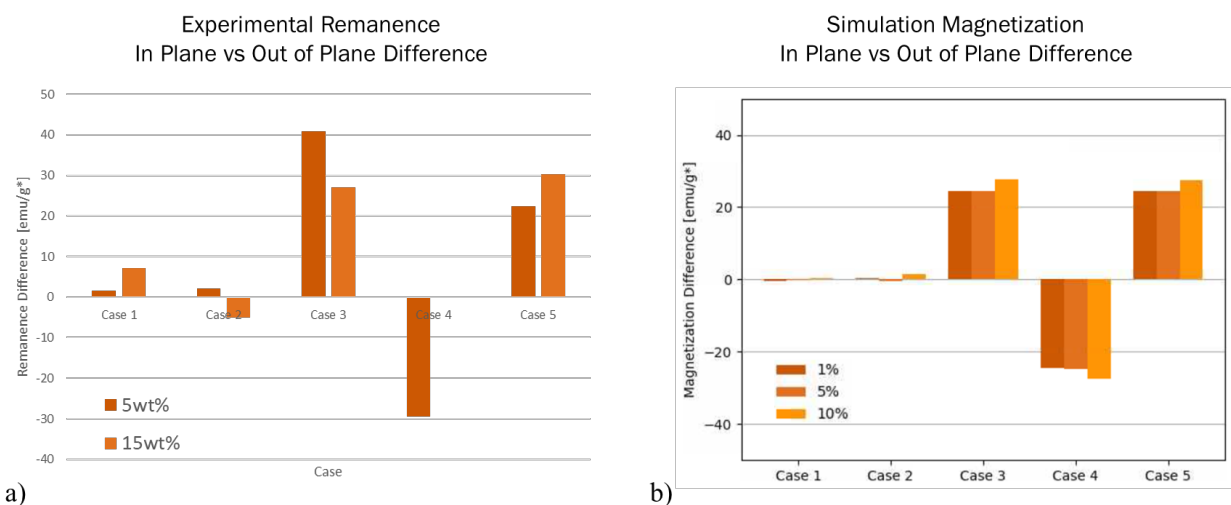 Experimental Remanence
In Plane vs Out of Plane Difference
50
40
30
20
10
0
-10
-20
-30
-40
Remanence Difference [emu/g*]
Case 1
Case 2
Case 3
Case 4
Case 5
5wt%
15wt%
Case
a)
Simulation Magnetization
In Plane vs Out of Plane Difference
40
20
0
−20
−40
Magnetization Difference [emu/g*]
1%
5%
10%
Case 1
Case 2
Case 3
Case 4
Case 5
b)